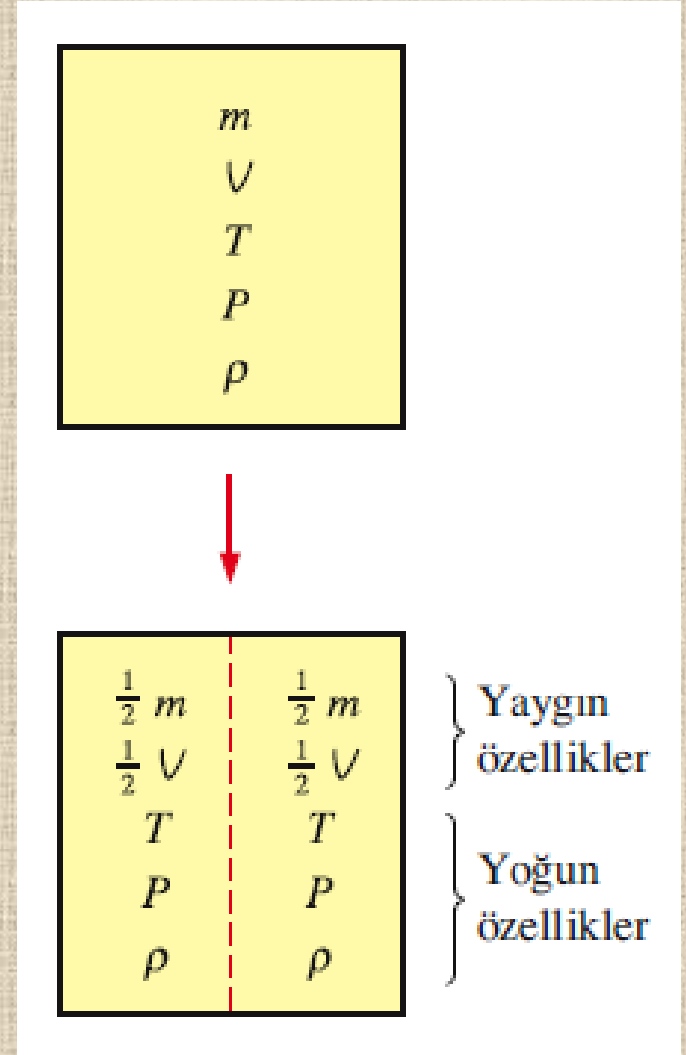 m
V
T
P
ρ
1/2 m 1/2 m
1/2 V 1/2 V
T T
P P
ρ ρ
Yaygın
özellikler
Yoğun
özellikler